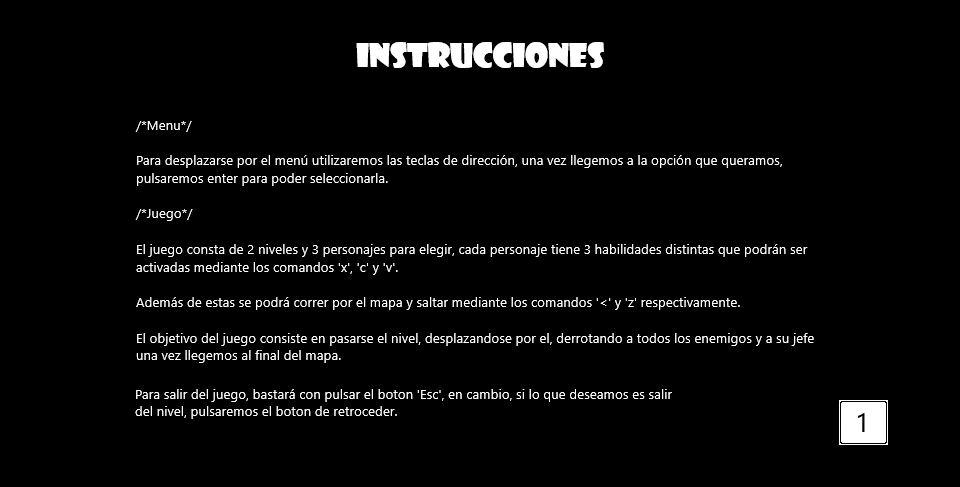 INSTRUCCIONES
/*Menu*/
Para desplazarse por el menú utilizaremos las teclas de dirección, una vez llegemos a la opción que queramos,
pulsaremos enter para poder seleccionarla.
/*Juego*/
El juego consta de 2 niveles y 3 personajes para elegir, cada personaje tiene 3 habilidades distintas que podrán ser
activadas mediante los comandos 'x', 'c' y 'v'.
Además de estas se podrá correr por el mapa y saltar mediante los comandos '<' y 'z' respectivamente.
El objetivo del juego consiste en pasarse el nivel, desplazandose por el, derrotando a todos los enemigos y a su jefe
una vez llegemos al final del mapa.
Para salir del juego, bastará con pulsar el boton 'Esc', en cambio, si lo que deseamos es salir
del nivel, pulsaremos el boton de retroceder.
1